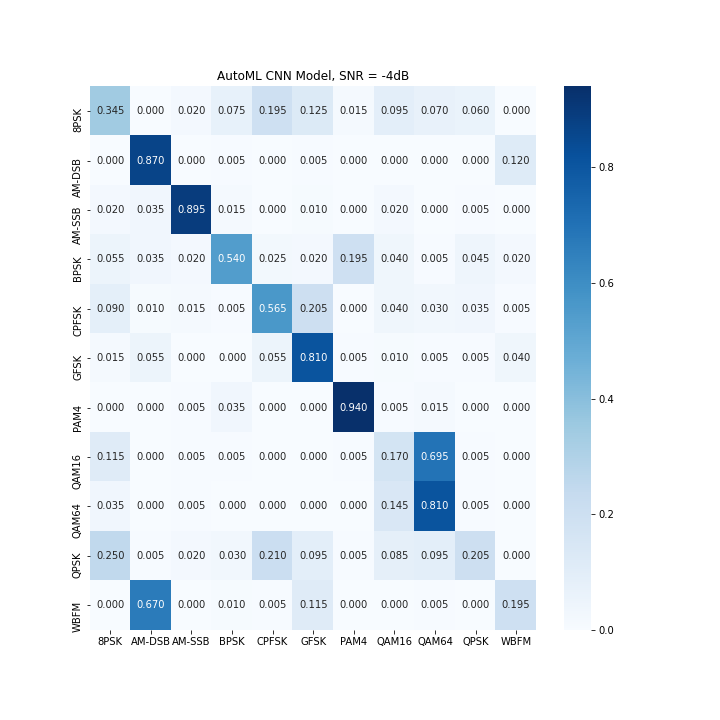 AutoML CNN Model, SNR = -4dB
8PSK 0.345 0.000 0.020 0.075 0.195 0.125 0.015 0.095 0.070 0.060 0.000
AM-DSB 0.000 0.870 0.000 0.005 0.000 0.005 0.000 0.000 0.000 0.000 0.120
AM-SSB 0.020 0.035 0.895 0.015 0.000 0.010 0.000 0.020 0.000 0.005 0.000
BPSK 0.055 0.035 0.020 0.540 0.025 0.020 0.195 0.040 0.005 0.045 0.020
CPFSK 0.090 0.010 0.015 0.005 0.565 0.205 0.000 0.040 0.030 0.035 0.005
GFSK 0.015 0.055 0.000 0.000 0.055 0.810 0.005 0.010 0.005 0.005 0.040
PAM4 0.000 0.000 0.005 0.035 0.000 0.000 0.940 0.005 0.015 0.000 0.000
QAM16 0.115 0.000 0.005 0.005 0.000 0.000 0.005 0.170 0.695 0.005 0.000
QAM64 0.035 0.000 0.005 0.000 0.000 0.000 0.000 0.145 0.810 0.005 0.000
QPSK 0.250 0.005 0.020 0.030 0.210 0.095 0.005 0.085 0.095 0.205 0.000
WBFM 0.000 0.670 0.000 0.010 0.005 0.115 0.000 0.000 0.005 0.000 0.195
8PSK AM-DSB AM-SSB BPSK CPFSK GFSK PAM4 QAM16 QAM64 QPSK WBFM
0.8
0.6
0.4
0.2
0.0